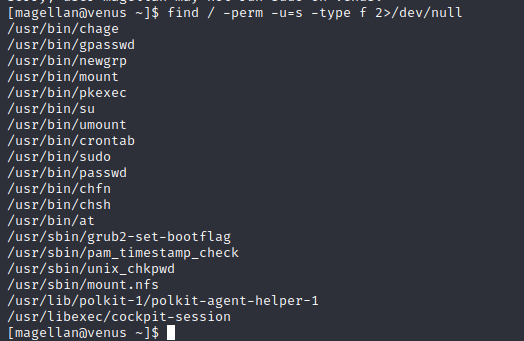 [magellan@venus ~]$ find / -perm -u=s -type f 2>/dev/null
/usr/bin/chage
/usr/bin/gpasswd
/usr/bin/newgrp
/usr/bin/mount
/usr/bin/pkexec
/usr/bin/su
/usr/bin/umount
/usr/bin/crontab
/usr/bin/sudo
/usr/bin/passwd
/usr/bin/chfn
/usr/bin/chsh
/usr/bin/at
/usr/sbin/grub2-set-bootflag
/usr/sbin/pam_timestamp_check
/usr/sbin/unix_chkpwd
/usr/sbin/mount.nfs
/usr/lib/polkit-1/polkit-agent-helper-1
/usr/libexec/cockpit-session
[magellan@venus ~]$